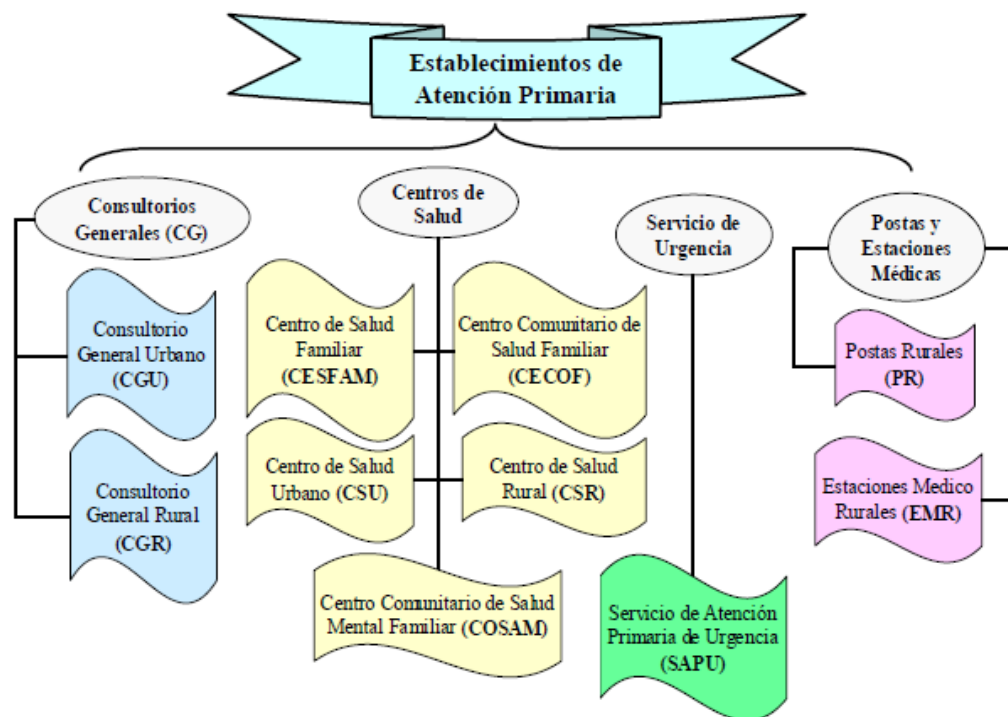 Establecimientos de
Atención Primaria
Consultorios
Generales (CG)
Centros de
Salud
Servicio de
Urgencia
Postas y
Estaciones
Médicas
Consultorio
General Urbano
(CGU)
Consultorio
General Rural
(CGR)
Centro de Salud
Familiar
(CESFAM)
Centro Comunitario de
Salud Familiar
(CECOF)
Centro de Salud
Urbano (CSU)
Centro de Salud
Rural (CSR)
Centro Comunitario de Salud
Mental Familiar (COSAM)
Servicio de Atención
Primaria de Urgencia
(SAPU)
Postas Rurales
(PR)
Estaciones Medico
Rurales (EMR)